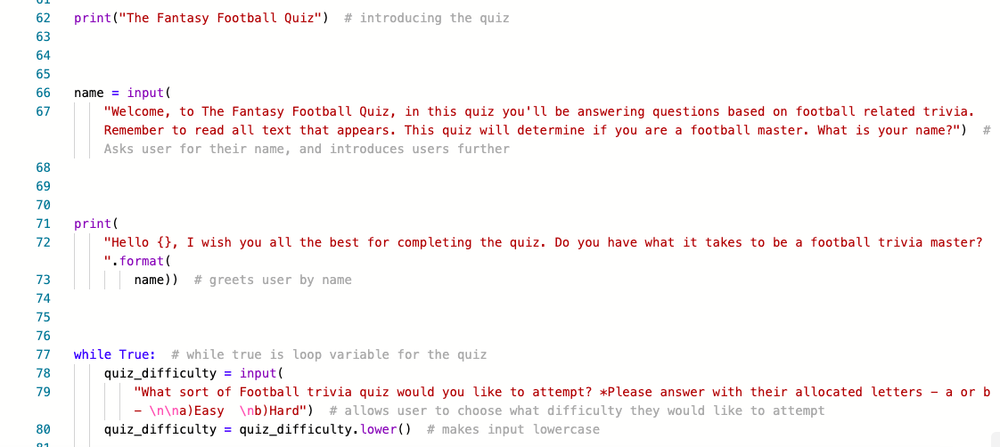 61
62 print("The Fantasy Football Quiz")  # introducing the quiz
63
64
65
66 name = input(
67 "Welcome, to The Fantasy Football Quiz, in this quiz you'll be answering questions based on football related trivia.
Remember to read all text that appears. This quiz will determine if you are a football master. What is your name?")  #
Asks user for their name, and introduces users further
68
69
70
71 print(
72 "Hello {}, I wish you all the best for completing the quiz. Do you have what it takes to be a football trivia master?
".format(
73 name))  # greets user by name
74
75
76
77 while True:  # while true is loop variable for the quiz
78 quiz_difficulty = input(
79 "What sort of Football trivia quiz would you like to attempt? *Please answer with their allocated letters – a or b
– \n\na)Easy  \nb)Hard")  # allows user to choose what difficulty they would like to attempt
80 quiz_difficulty = quiz_difficulty.lower()  # makes input lowercase
81